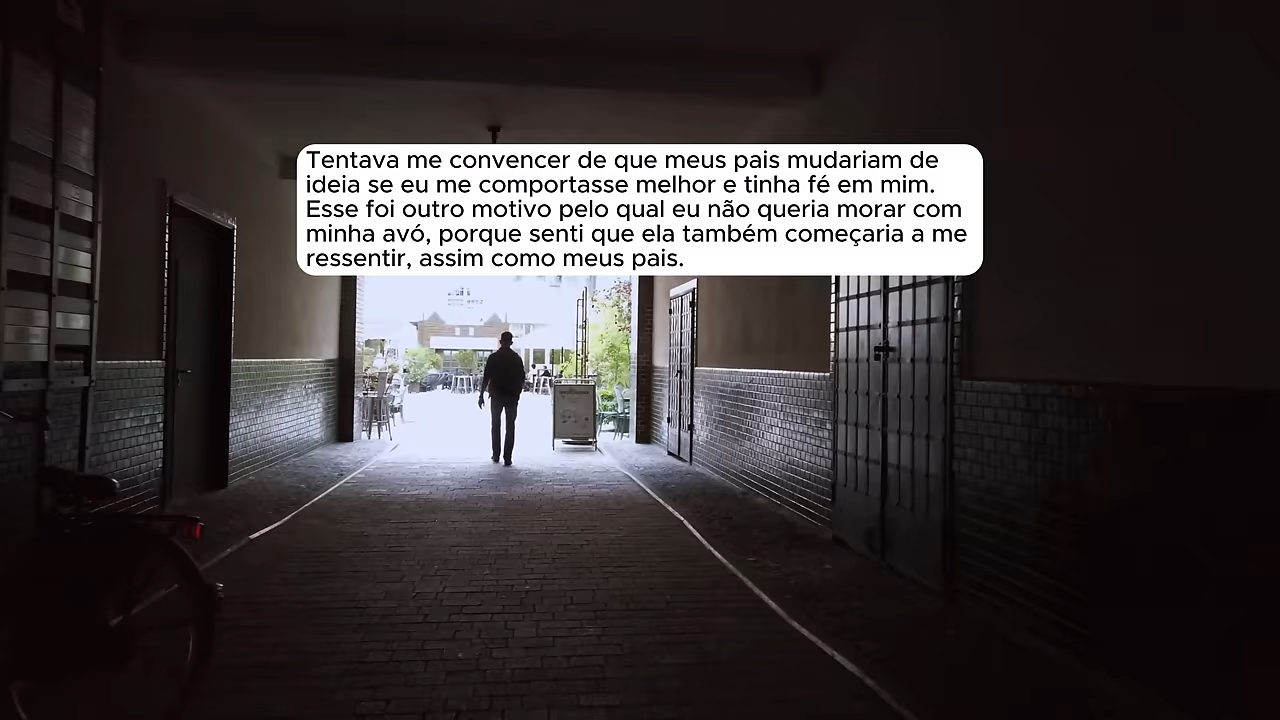 Tentava me convencer de que meus pais mudariam de
ideia se eu me comportasse melhor e tinha fé em mim.
Esse foi outro motivo pelo qual eu não queria morar com
minha avó, porque senti que ela também começaria a me
ressentir, assim como meus pais.